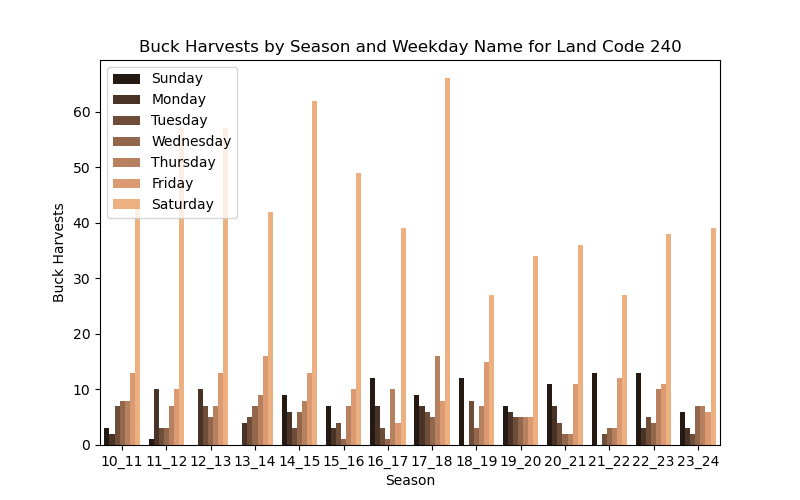 Buck Harvests by Season and Weekday Name for Land Code 240
Sunday
Monday
Tuesday
Wednesday
Thursday
Friday
Saturday
60
50
40
30
20
10
0
Buck Harvests
10_11 11_12 12_13 13_14 14_15 15_16 16_17 17_18 18_19 19_20 20_21 21_22 22_23 23_24
Season